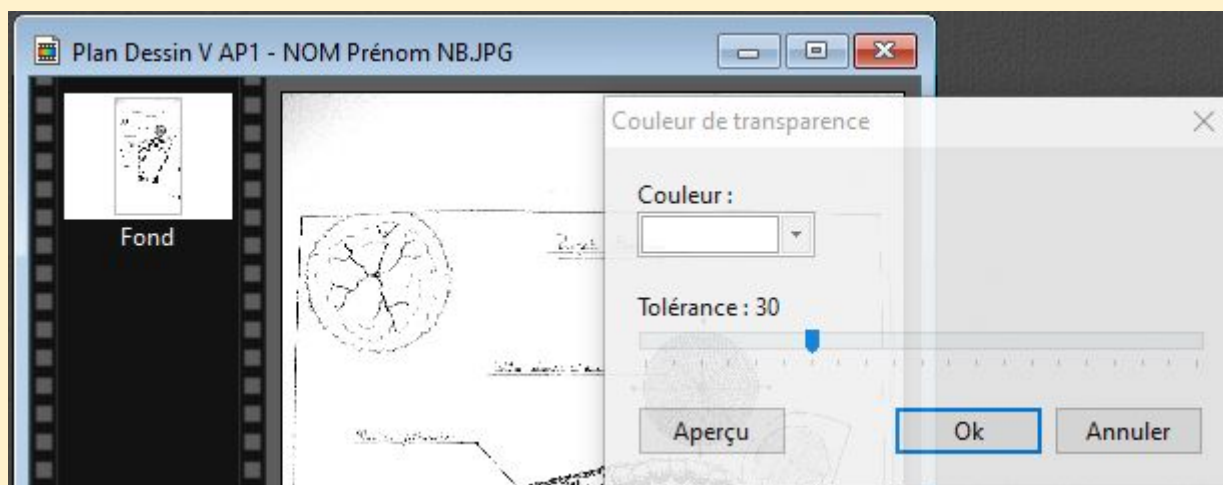 Plan Dessin V AP1 - NOM Prénom NB.JPG
Couleur de transparence
Couleur :
Fond
Tolérance : 30
Aperçu
Ok
Annuler